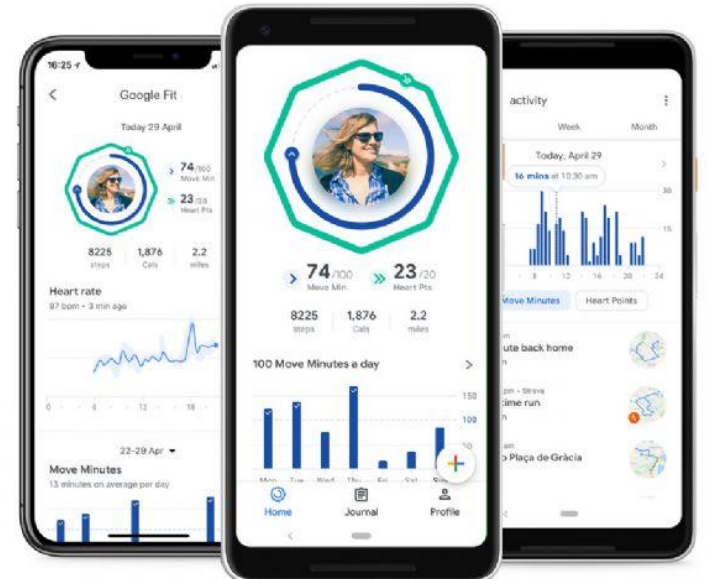 16:25
Google Fit
Today 29 April
74/100
Move Min
23/20
Heart Pts
8225 1,876 2.2
steps Cals miles
Heart rate
97 bpm • 3 min ago
0 6 12 18
22-29 Apr
Move Minutes
13 minutes on average per day
74/100 23/20
Move Min Heart Pts
8225 1,876 2.2
steps Cals miles
100 Move Minutes a day
150
100
50
Mon Tue Wed Thu Fri Sat Sun
Home Journal Profile
activity
Week Month
Today, April 29
16 mins at 10:30 am
30
15
8 12 16 20 24
Move Minutes Heart Points
ute back home
pm - Strava
time run
Plaça de Gràcia